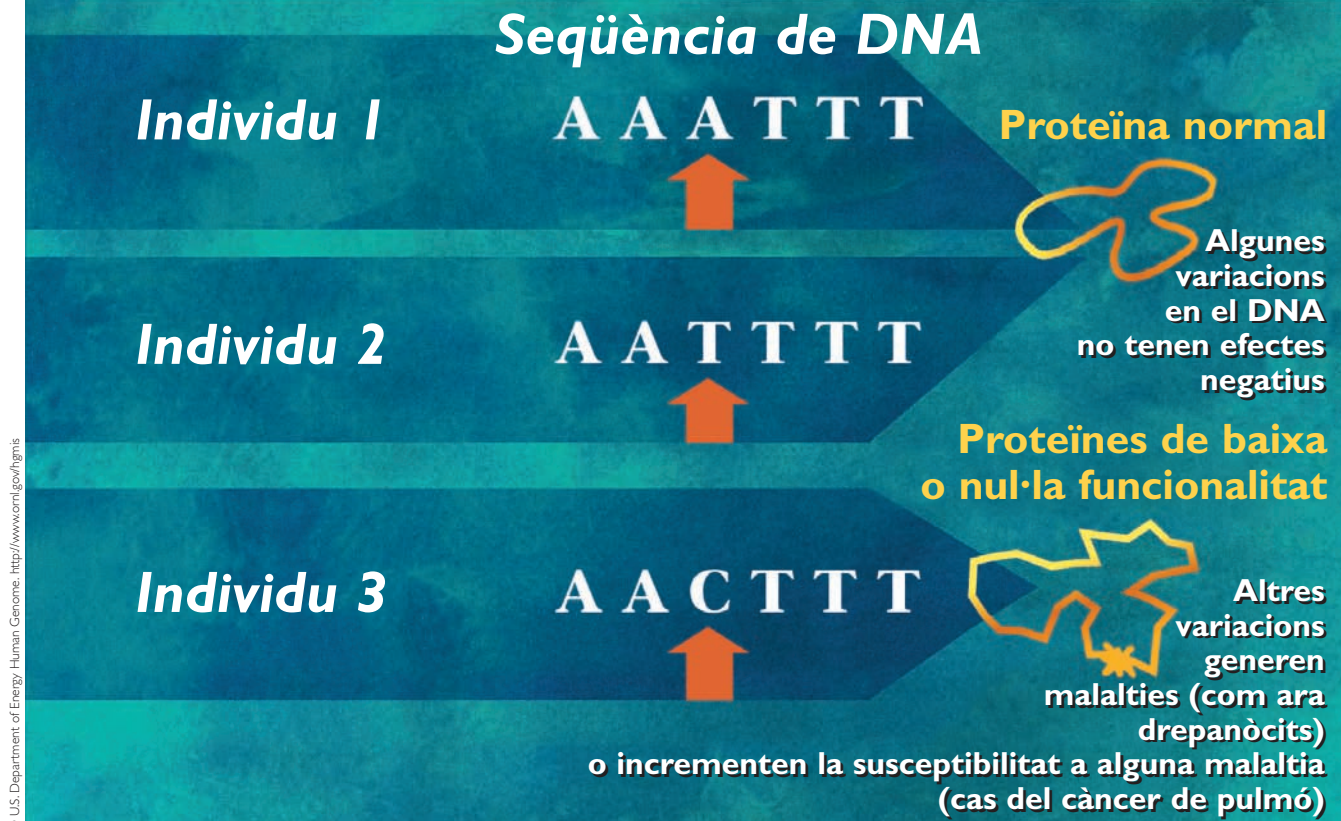 Seqüència de DNA
Individu 1
A A A T T T
Proteïna normal
Algunes
variacions
en el DNA
no tenen efectes
negatius
Individu 2
A A T T T T
Proteïnes de baixa
o nul·la funcionalitat
Individu 3
A A C T T T
Altres
variacions
generen
malalties (com ara
drepanòcits)
o incrementen la susceptibilitat a alguna malaltia
(cas del càncer de pulmó)
U.S. Department of Energy Human Genome. http://www.ornl.gov/hgmis